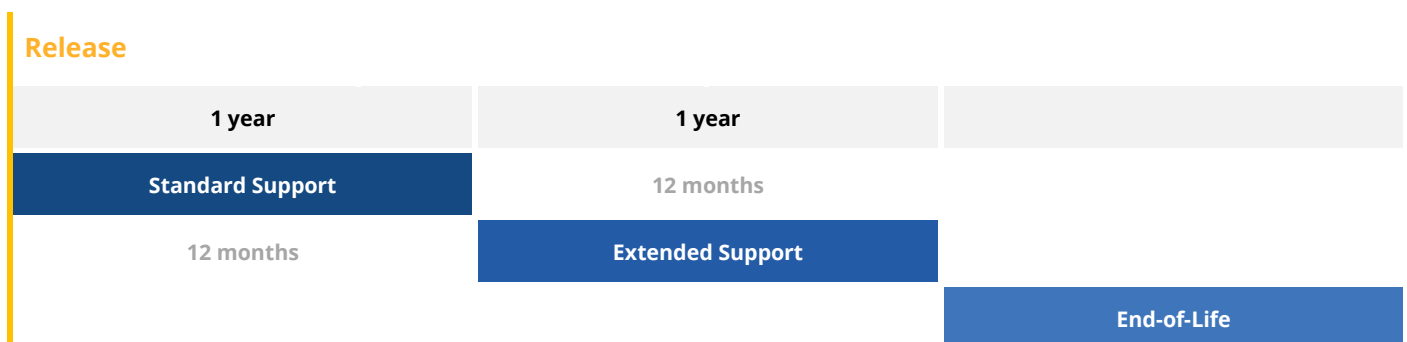 Release
1 year 1 year
Standard Support 12 months
12 months Extended Support
End-of-Life